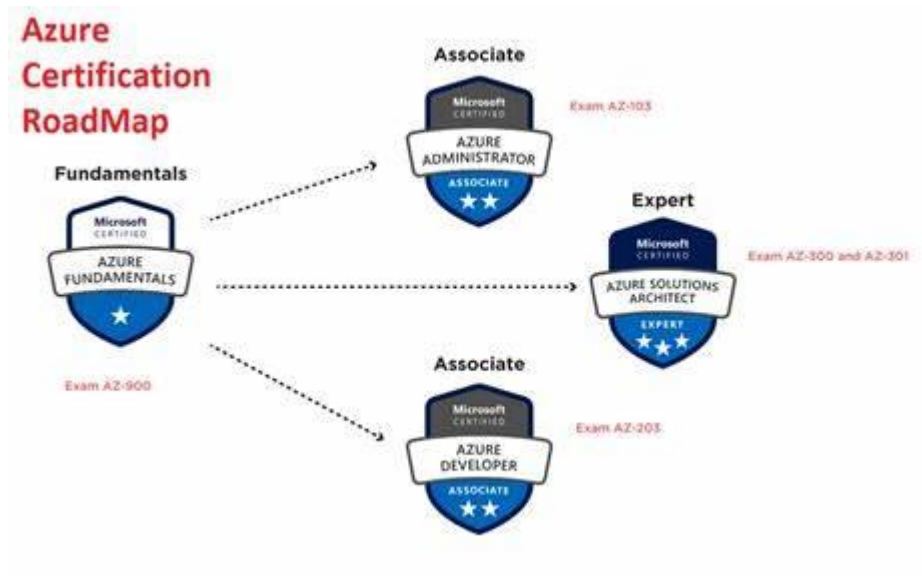 Azure
Certification
RoadMap
Associate
Microsoft
CERTIFIED
AZURE
ADMINISTRATOR
ASSOCIATE
Exam AZ-103
Fundamentals
Microsoft
CERTIFIED
AZURE
FUNDAMENTALS
Exam AZ-900
Expert
Microsoft
CERTIFIED
AZURE SOLUTIONS
ARCHITECT
EXPERT
Exam AZ-300 and AZ-301
Associate
Microsoft
CERTIFIED
AZURE
DEVELOPER
ASSOCIATE
Exam AZ-203